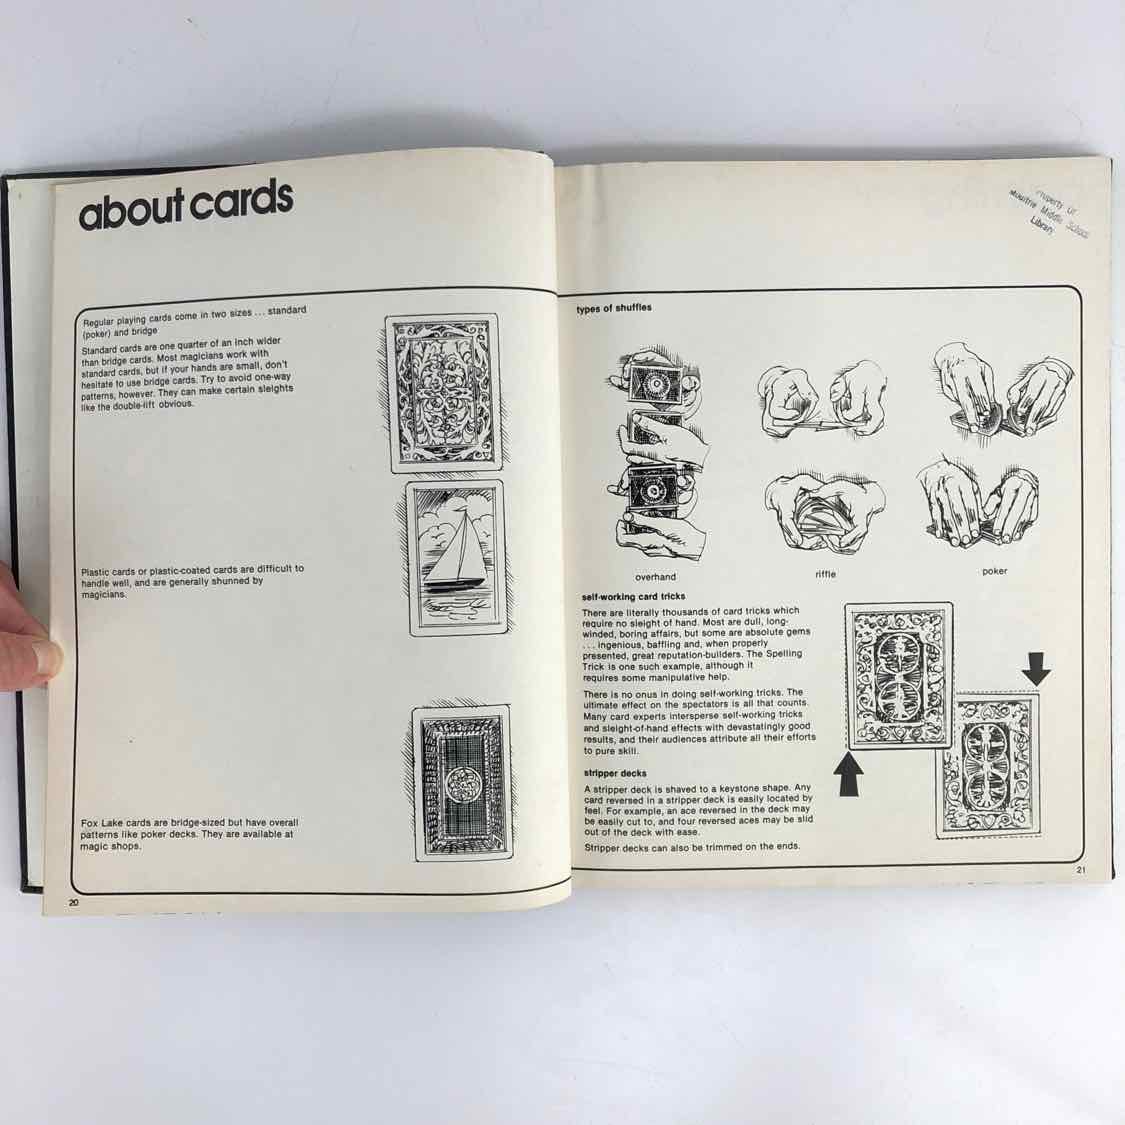 about cards
Regular playing cards come in two sizes ... standard
(poker) and bridge
Standard cards are one quarter of an inch wider
than bridge cards. Most magicians work with
standard cards, but if your hands are small, don't
hesitate to use bridge cards. Try to avoid one-way
patterns, however. They can make certain sleights
like the double-lift obvious.
Plastic cards or plastic-coated cards are difficult to
handle well, and are generally shunned by
magicians.
Fox Lake cards are bridge-sized but have overall
patterns like poker decks. They are available at
magic shops.
20
Property Of
Moultrie Middle School
Library
types of shuffles
overhand
riffle
poker
self-working card tricks
There are literally thousands of card tricks which
require no sleight of hand. Most are dull, long-
winded, boring affairs, but some are absolute gems
... ingenious, baffling and, when properly
presented, great reputation-builders. The Spelling
Trick is one such example, although it
requires some manipulative help.
There is no onus in doing self-working tricks. The
ultimate effect on the spectators is all that counts.
Many card experts intersperse self-working tricks
and sleight-of-hand effects with devastatingly good
results, and their audiences attribute all their efforts
to pure skill.
stripper decks
A stripper deck is shaved to a keystone shape. Any
card reversed in a stripper deck is easily located by
feel. For example, an ace reversed in the deck may
be easily cut to, and four reversed aces may be slid
out of the deck with ease.
Stripper decks can also be trimmed on the ends.
21